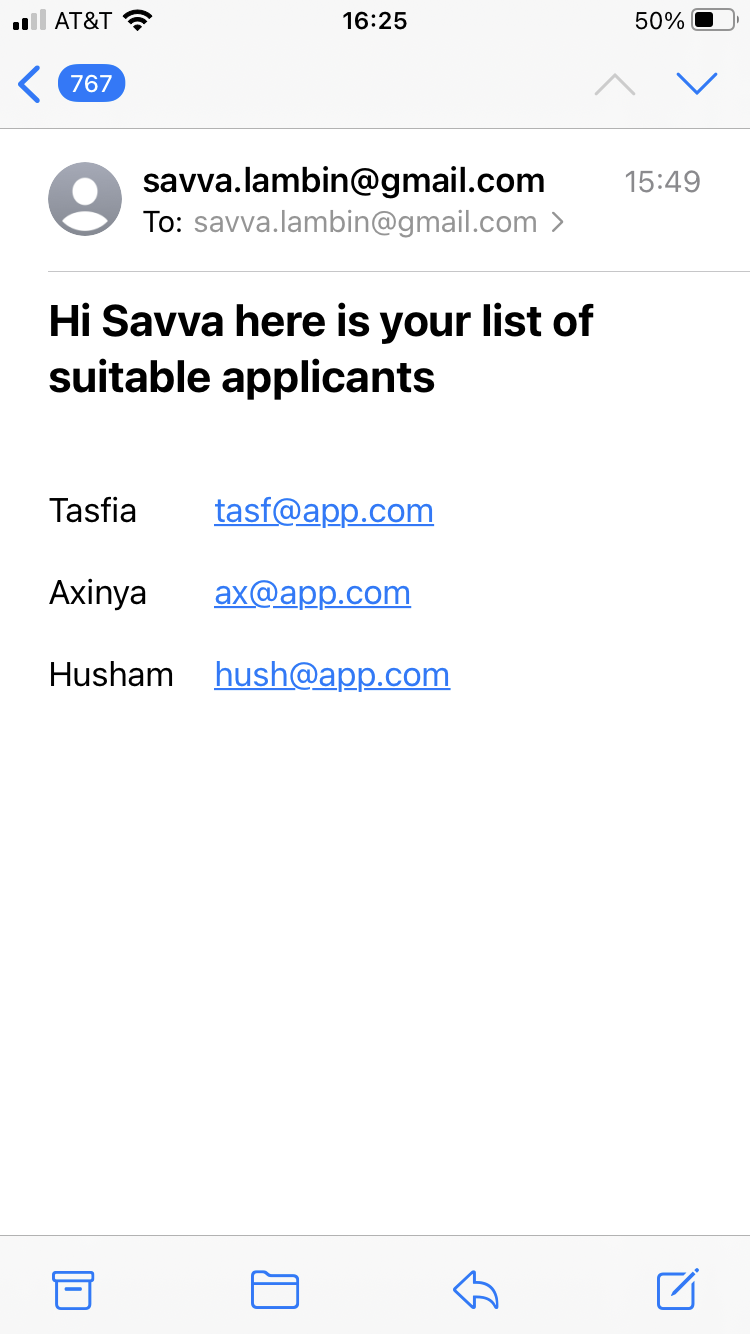 AT&T 16:25 50%
767
savva.lambin@gmail.com 15:49
To: savva.lambin@gmail.com
Hi Savva here is your list of
suitable applicants
Tasfia tasf@app.com
Axinya ax@app.com
Husham hush@app.com